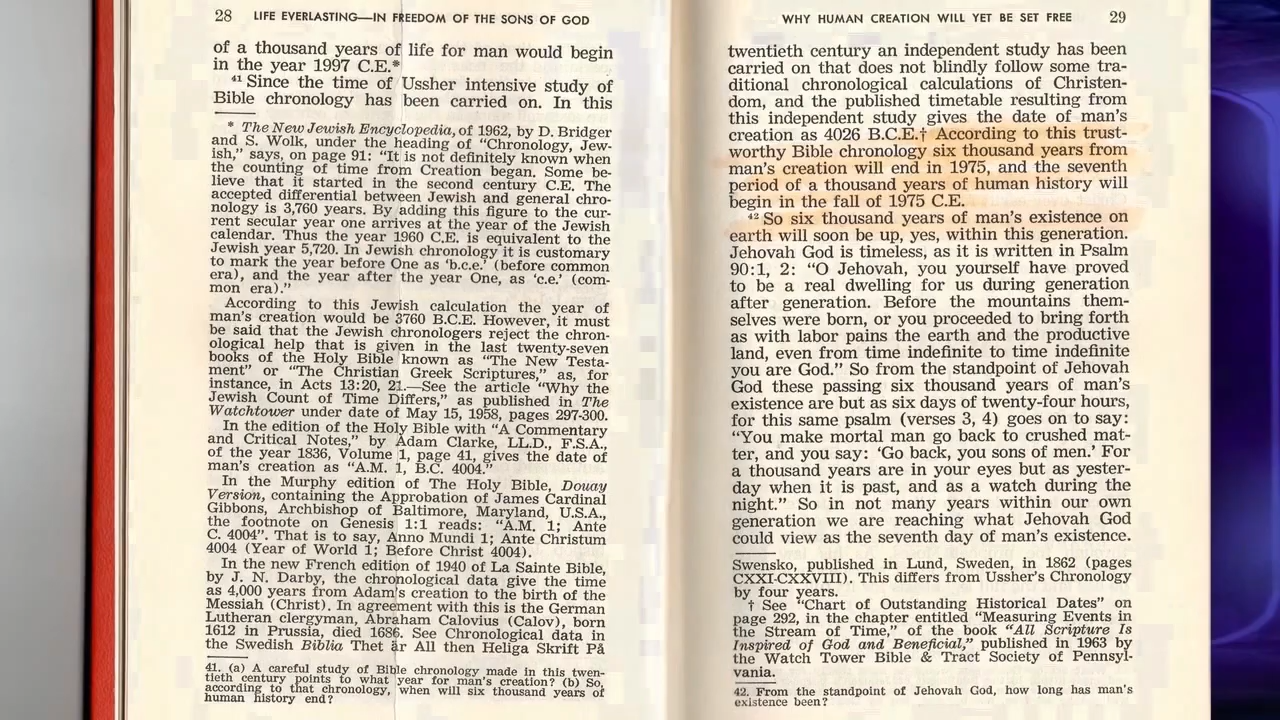 28 LIFE EVERLASTING—IN FREEDOM OF THE SONS OF GOD
of a thousand years of life for man would begin
in the year 1997 C.E.*
41 Since the time of Ussher intensive study of
Bible chronology has been carried on. In this
* The New Jewish Encyclopedia, of 1962, by D. Bridger
and S. Wolk, under the heading of “Chronology, Jew-
ish,” says, on page 91: “It is not definitely known when
the counting of time from Creation began. Some be-
lieve that it started in the second century C.E. The
accepted differential between Jewish and general chro-
nology is 3,760 years. By adding this figure to the cur-
rent secular year one arrives at the year of the Jewish
calendar. Thus the year 1960 C.E. is equivalent to the
Jewish year 5,720. In Jewish chronology it is customary
to mark the year before One as ‘b.c.e.’ (before common
era), and the year after the year One, as ‘c.e.’ (com-
mon era).”
According to this Jewish calculation the year of
man’s creation would be 3760 B.C.E. However, it must
be said that the Jewish chronologers reject the chron-
ological help that is given in the last twenty-seven
books of the Holy Bible known as “The New Testa-
ment” or “The Christian Greek Scriptures,” as, for
instance, in Acts 13:20, 21.—See the article “Why the
Jewish Count of Time Differs,” as published in The
Watchtower under date of May 15, 1958, pages 297-300.
In the edition of the Holy Bible with “A Commentary
and Critical Notes,” by Adam Clarke, LL.D., F.S.A.,
of the year 1836, Volume 1, page 41, gives the date of
man’s creation as “A.M. 1, B.C. 4004.”
In the Murphy edition of The Holy Bible, Douay
Version, containing the Approbation of James Cardinal
Gibbons, Archbishop of Baltimore, Maryland, U.S.A.,
the footnote on Genesis 1:1 reads: “A.M. 1; Ante
C. 4004”. That is to say, Anno Mundi 1; Ante Christum
4004 (Year of World 1; Before Christ 4004).
In the new French edition of 1940 of La Sainte Bible,
by J. N. Darby, the chronological data give the time
as 4,000 years from Adam’s creation to the birth of the
Messiah (Christ). In agreement with this is the German
Lutheran clergyman, Abraham Calovius (Calov), born
1612 in Prussia, died 1686. See Chronological data in
the Swedish Biblia Thet är All then Heliga Skrift På
41. (a) A careful study of Bible chronology made in this twen-
tieth century points to what year for man’s creation? (b) So,
according to that chronology, when will six thousand years of
human history end?
WHY HUMAN CREATION WILL YET BE SET FREE 29
twentieth century an independent study has been
carried on that does not blindly follow some tra-
ditional chronological calculations of Christen-
dom, and the published timetable resulting from
this independent study gives the date of man’s
creation as 4026 B.C.E.† According to this trust-
worthy Bible chronology six thousand years from
man’s creation will end in 1975, and the seventh
period of a thousand years of human history will
begin in the fall of 1975 C.E.
42 So six thousand years of man’s existence on
earth will soon be up, yes, within this generation.
Jehovah God is timeless, as it is written in Psalm
90:1, 2: “O Jehovah, you yourself have proved
to be a real dwelling for us during generation
after generation. Before the mountains them-
selves were born, or you proceeded to bring forth
as with labor pains the earth and the productive
land, even from time indefinite to time indefinite
you are God.” So from the standpoint of Jehovah
God these passing six thousand years of man’s
existence are but as six days of twenty-four hours,
for this same psalm (verses 3, 4) goes on to say:
“You make mortal man go back to crushed mat-
ter, and you say: ‘Go back, you sons of men.’ For
a thousand years are in your eyes but as yester-
day when it is past, and as a watch during the
night.” So in not many years within our own
generation we are reaching what Jehovah God
could view as the seventh day of man’s existence.
Swensko, published in Lund, Sweden, in 1862 (pages
CXXI-CXXVIII). This differs from Ussher’s Chronology
by four years.
† See “Chart of Outstanding Historical Dates” on
page 292, in the chapter entitled “Measuring Events in
the Stream of Time,” of the book “All Scripture Is
Inspired of God and Beneficial,” published in 1963 by
the Watch Tower Bible & Tract Society of Pennsyl-
vania.
42. From the standpoint of Jehovah God, how long has man’s
existence been?